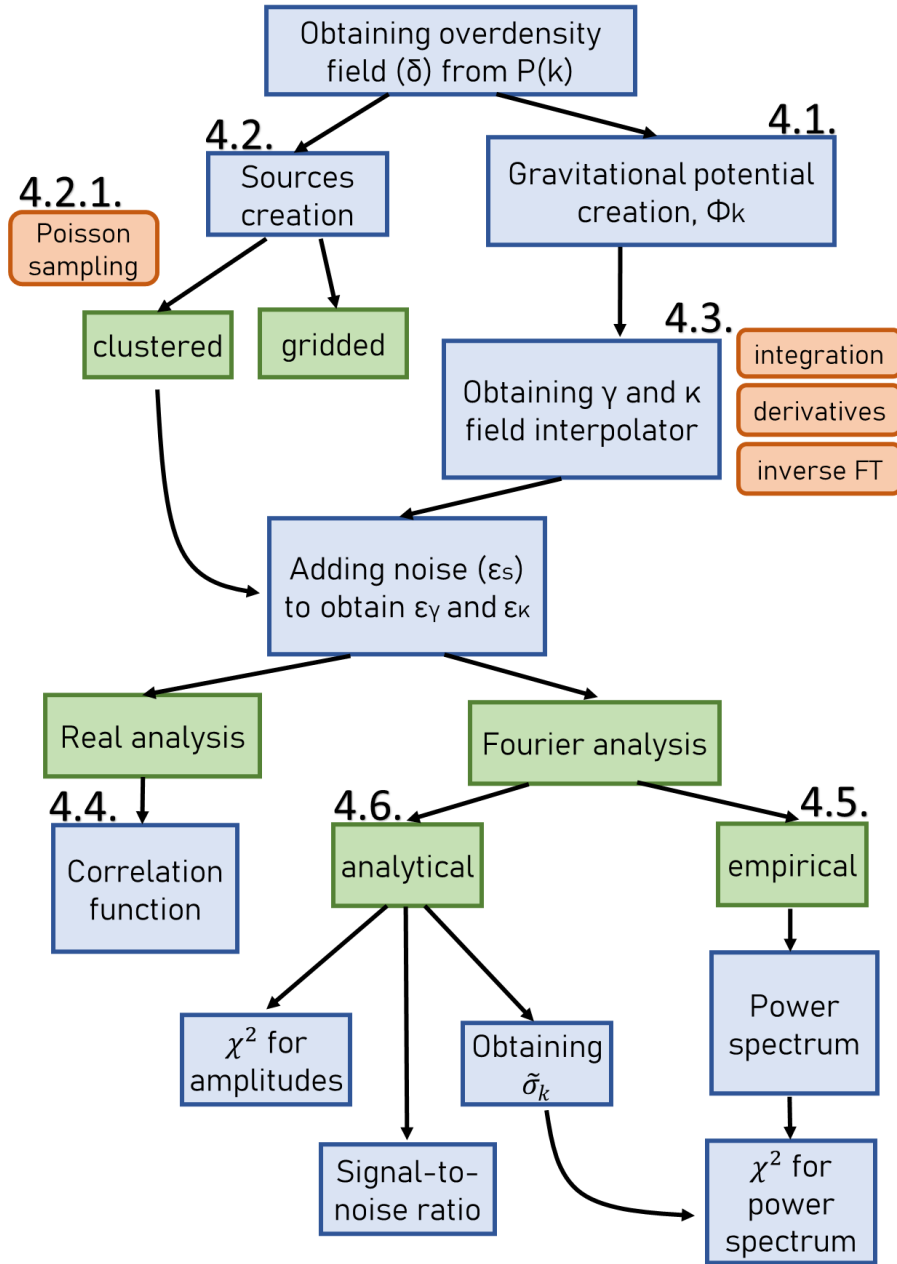 Obtaining overdensity
field (δ) from P(k)
4.2.
4.1.
Sources
creation
Gravitational potential
creation, Φk
4.2.1.
Poisson
sampling
clustered
gridded
4.3.
Obtaining γ and κ
field interpolator
integration
derivatives
inverse FT
Adding noise (εs)
to obtain εγ and εκ
Real analysis
Fourier analysis
4.4.
4.6.
4.5.
Correlation
function
analytical
empirical
χ² for
amplitudes
Obtaining
σ̃ₖ
Power
spectrum
Signal-to-
noise ratio
χ² for
power
spectrum